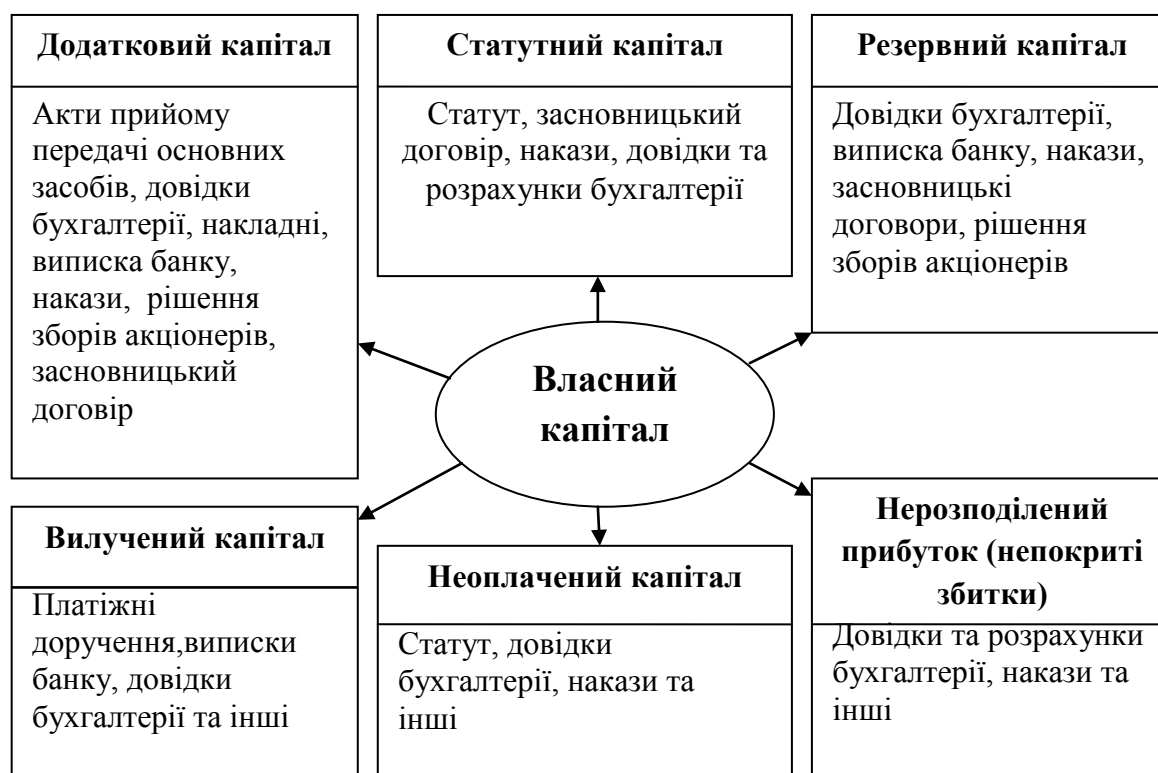 Додатковий капітал
Акти прийому
передачі основних
засобів, довідки
бухгалтерії, накладні,
виписка банку,
накази, рішення
зборів акціонерів,
засновницький
договір
Статутний капітал
Статут, засновницький
договір, накази, довідки та
розрахунки бухгалтерії
Резервний капітал
Довідки бухгалтерії,
виписка банку, накази,
засновницькі
договори, рішення
зборів акціонерів
Власний
капітал
Вилучений капітал
Платіжні
доручення,виписки
банку, довідки
бухгалтерії та інші
Неоплачений капітал
Статут, довідки
бухгалтерії, накази та
інші
Нерозподілений
прибуток (непокриті
збитки)
Довідки та розрахунки
бухгалтерії, накази та
інші